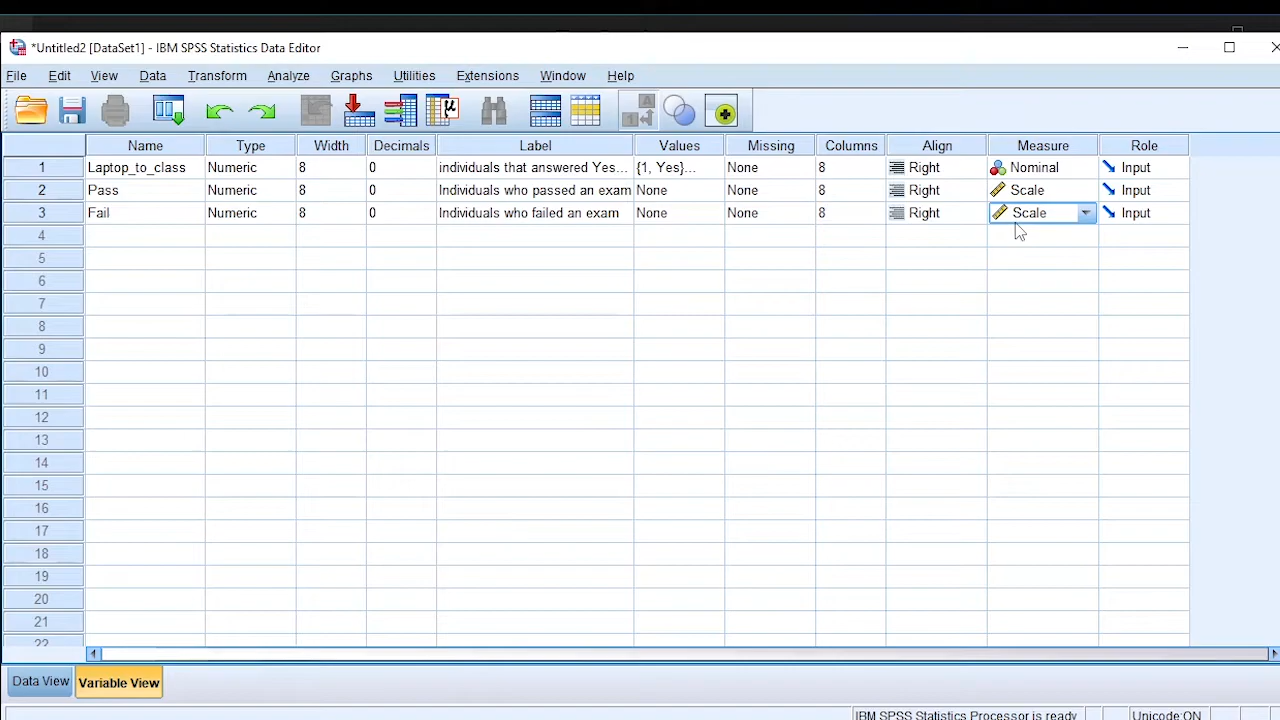 *Untitled2 [DataSet1] - IBM SPSS Statistics Data Editor
File Edit View Data Transform Analyze Graphs Utilities Extensions Window Help
Name Type Width Decimals Label Values Missing Columns Align Measure Role
1 Laptop_to_class Numeric 8 0 individuals that answered Yes... {1, Yes}... None 8 Right Nominal Input
2 Pass Numeric 8 0 Individuals who passed an exam None None 8 Right Scale Input
3 Fail Numeric 8 0 Individuals who failed an exam None None 8 Right Scale Input
4
5
6
7
8
9
10
11
12
13
14
15
16
17
18
19
20
21
22
Data View Variable View
IBM SPSS Statistics Processor is ready Unicode:ON